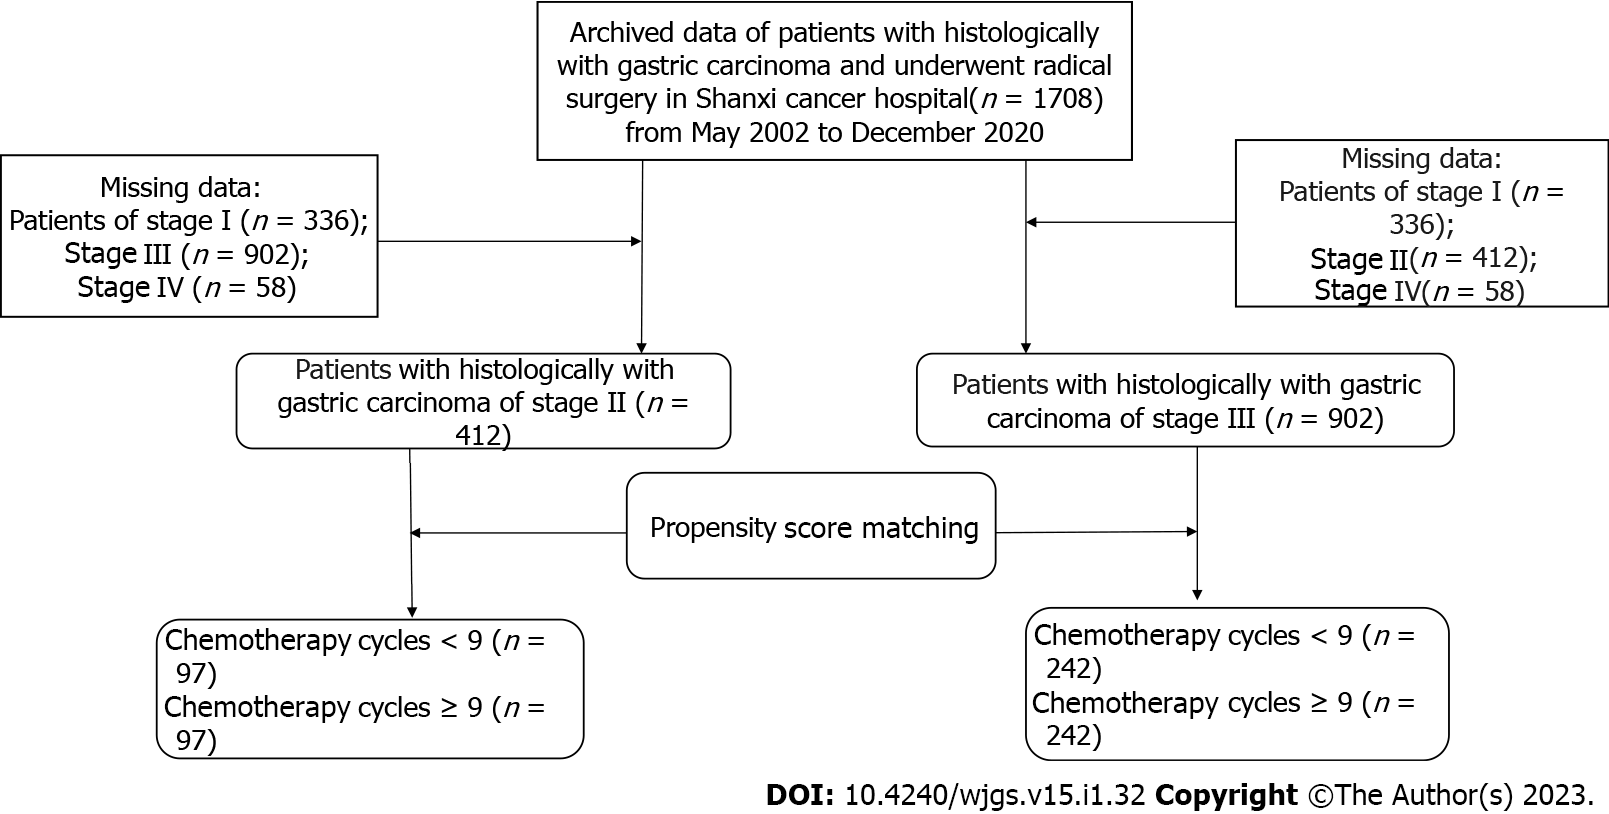 Archived data of patients with histologically
with gastric carcinoma and underwent radical
surgery in Shanxi cancer hospital(n = 1708)
from May 2002 to December 2020
Missing data:
Patients of stage I (n = 336);
Stage III (n = 902);
Stage IV (n = 58)
Missing data:
Patients of stage I (n =
336);
Stage II(n = 412);
Stage IV(n = 58)
Patients with histologically with
gastric carcinoma of stage II (n =
412)
Patients with histologically with gastric
carcinoma of stage III (n = 902)
Propensity score matching
Chemotherapy cycles < 9 (n =
97)
Chemotherapy cycles ≥ 9 (n =
97)
Chemotherapy cycles < 9 (n =
242)
Chemotherapy cycles ≥ 9 (n =
242)
DOI: 10.4240/wjgs.v15.i1.32 Copyright ©The Author(s) 2023.